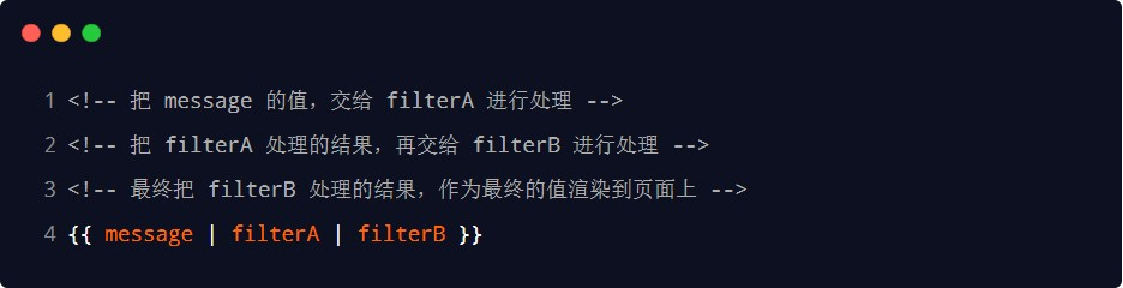 1 <!-- 把 message 的值，交给 filterA 进行处理 -->
2 <!-- 把 filterA 处理的结果，再交给 filterB 进行处理 -->
3 <!-- 最终把 filterB 处理的结果，作为最终的值渲染到页面上 -->
4 {{ message | filterA | filterB }}